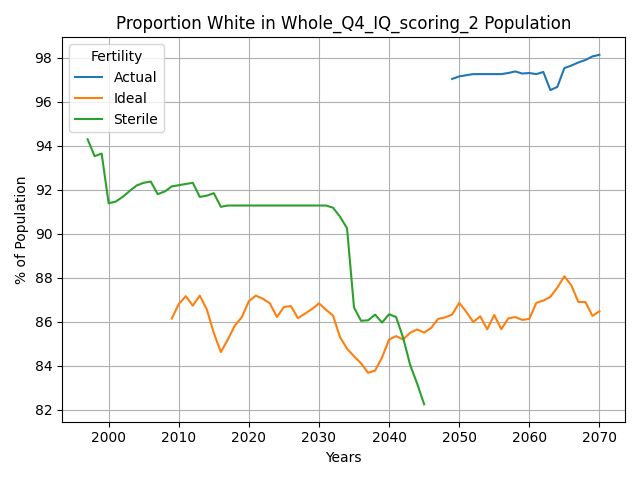 Proportion White in Whole_Q4_IQ_scoring_2 Population
Fertility
Actual
Ideal
Sterile
% of Population
98
96
94
92
90
88
86
84
82
2000 2010 2020 2030 2040 2050 2060 2070
Years